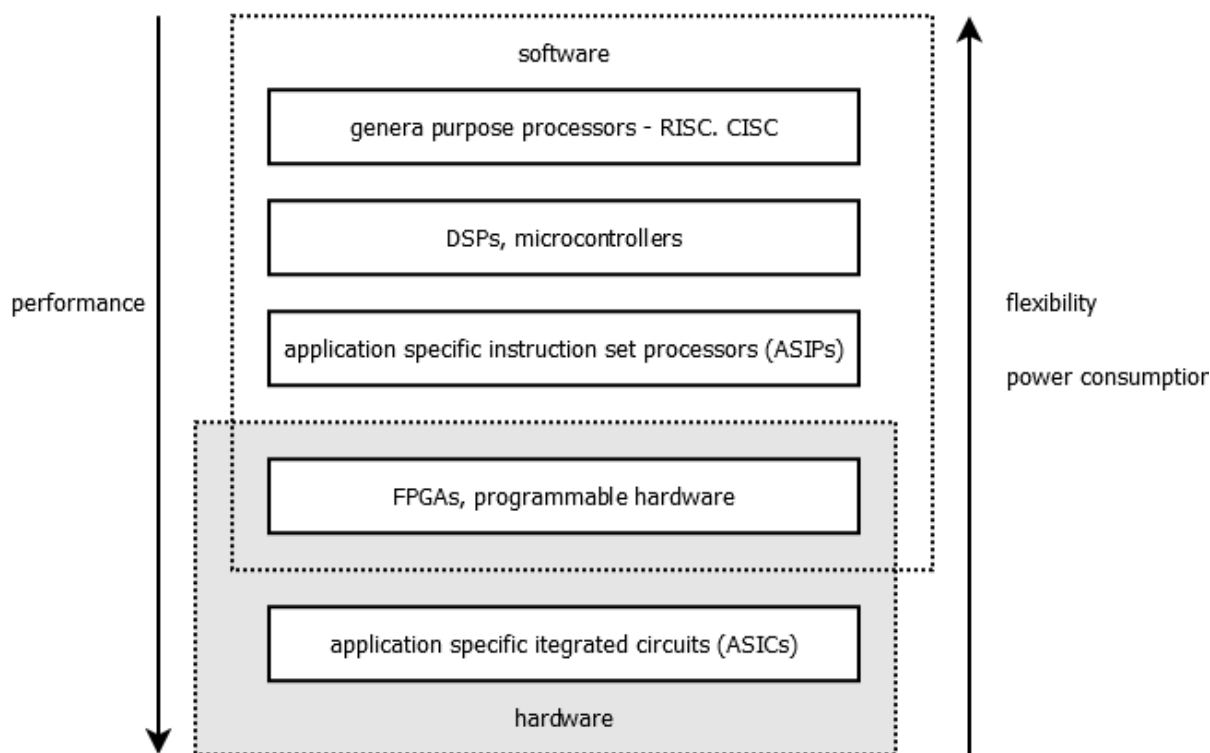 software
genera purpose processors - RISC. CISC
DSPs, microcontrollers
performance
flexibility
application specific instruction set processors (ASIPs)
power consumption
FPGAs, programmable hardware
application specific itegrated circuits (ASICs)
hardware